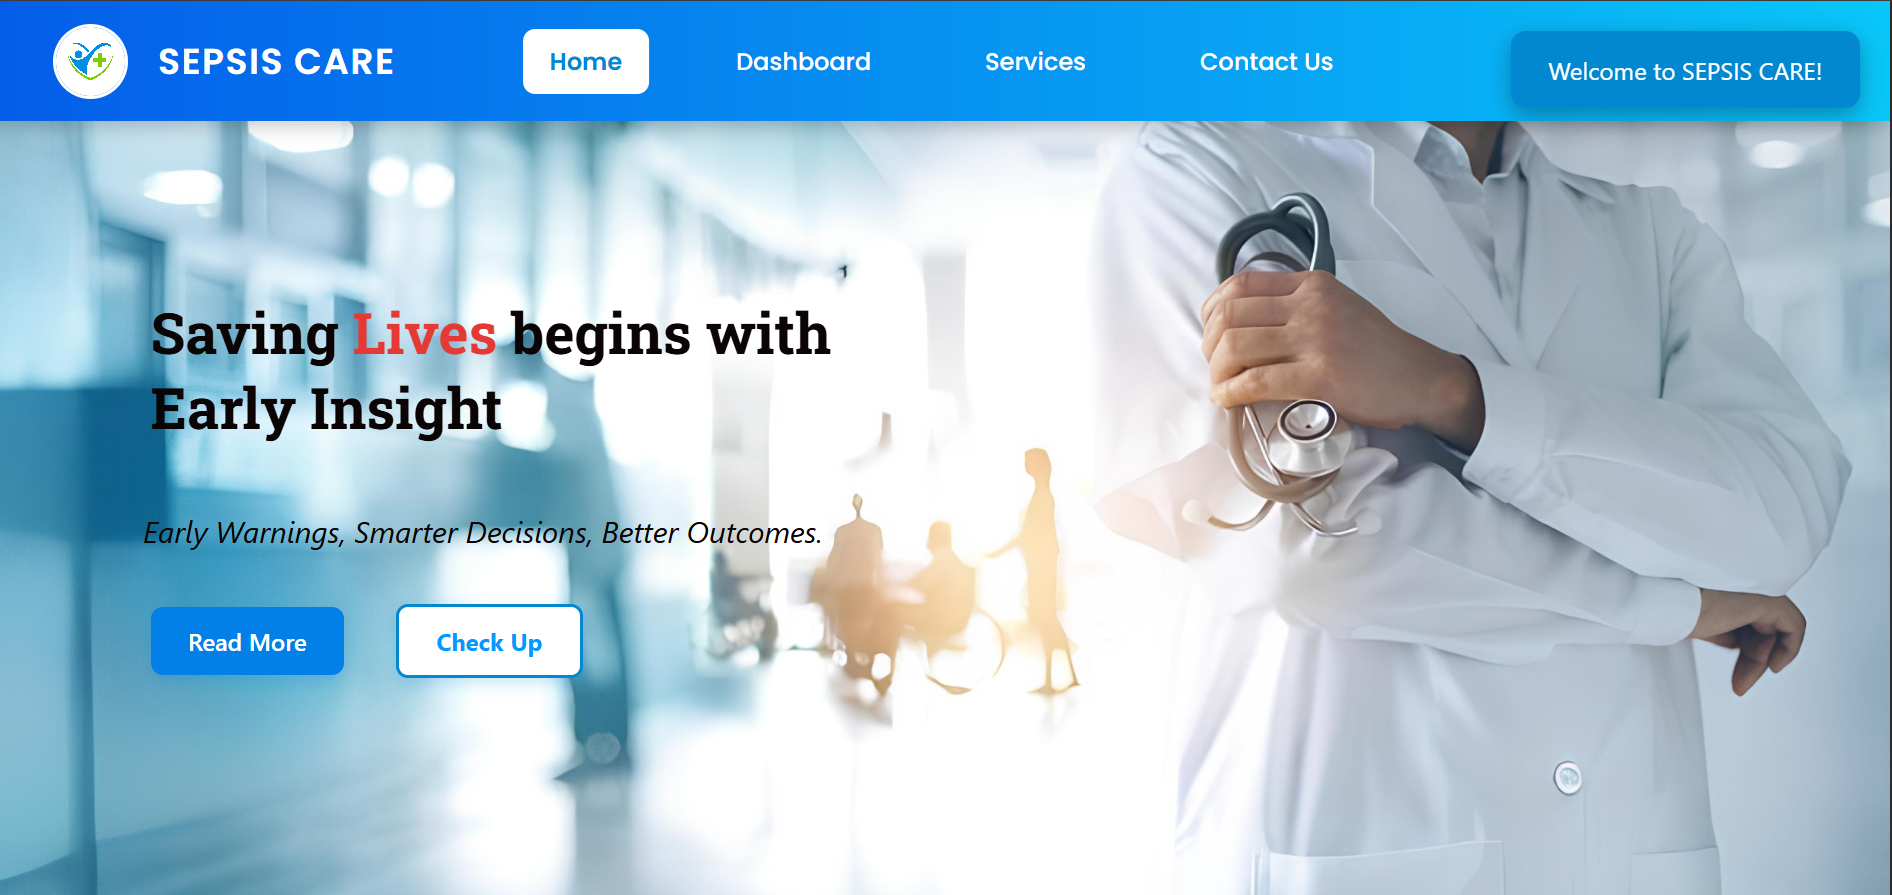 SEPSIS CARE
Home
Dashboard
Services
Contact Us
Welcome to SEPSIS CARE!
Saving Lives begins with
Early Insight
Early Warnings, Smarter Decisions, Better Outcomes.
Read More
Check Up